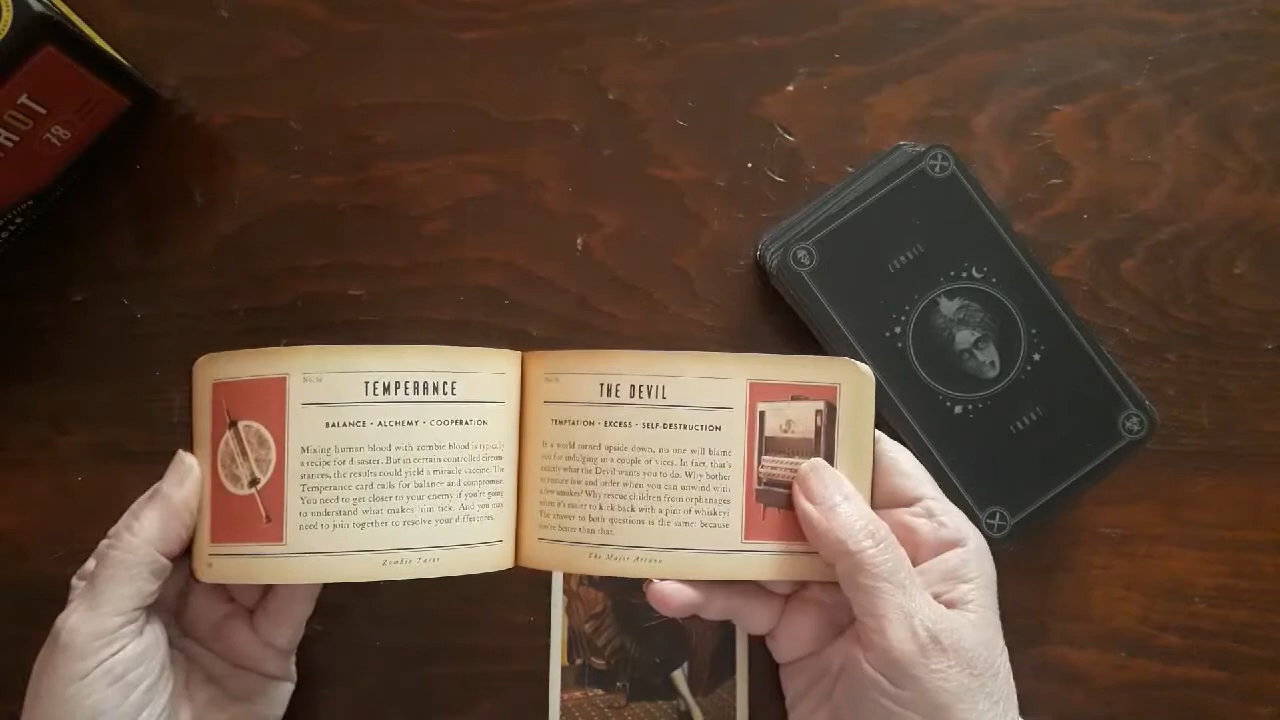 TAROT
78
ZOMBIE
TAROT
No. 14
TEMPERANCE
BALANCE • ALCHEMY • COOPERATION
Mixing human blood with zombie blood is typically
a recipe for disaster. But in certain controlled circum-
stances, the results could yield a miracle vaccine. The
Temperance card calls for balance and compromise.
You need to get closer to your enemy if you're going
to understand what makes him tick. And you may
need to join together to resolve your differences.
Zombie Tarot
THE DEVIL
TEMPTATION • EXCESS • SELF-DESTRUCTION
In a world turned upside down, no one will blame
you for indulging in a couple of vices. In fact, that's
exactly what the Devil wants you to do. Why bother
to restore law and order when you can unwind with
a few smokes? Why rescue children from orphanages
when it's easier to kick back with a pint of whiskey?
The answer to both questions is the same: because
you're better than that.
The Major Arcana